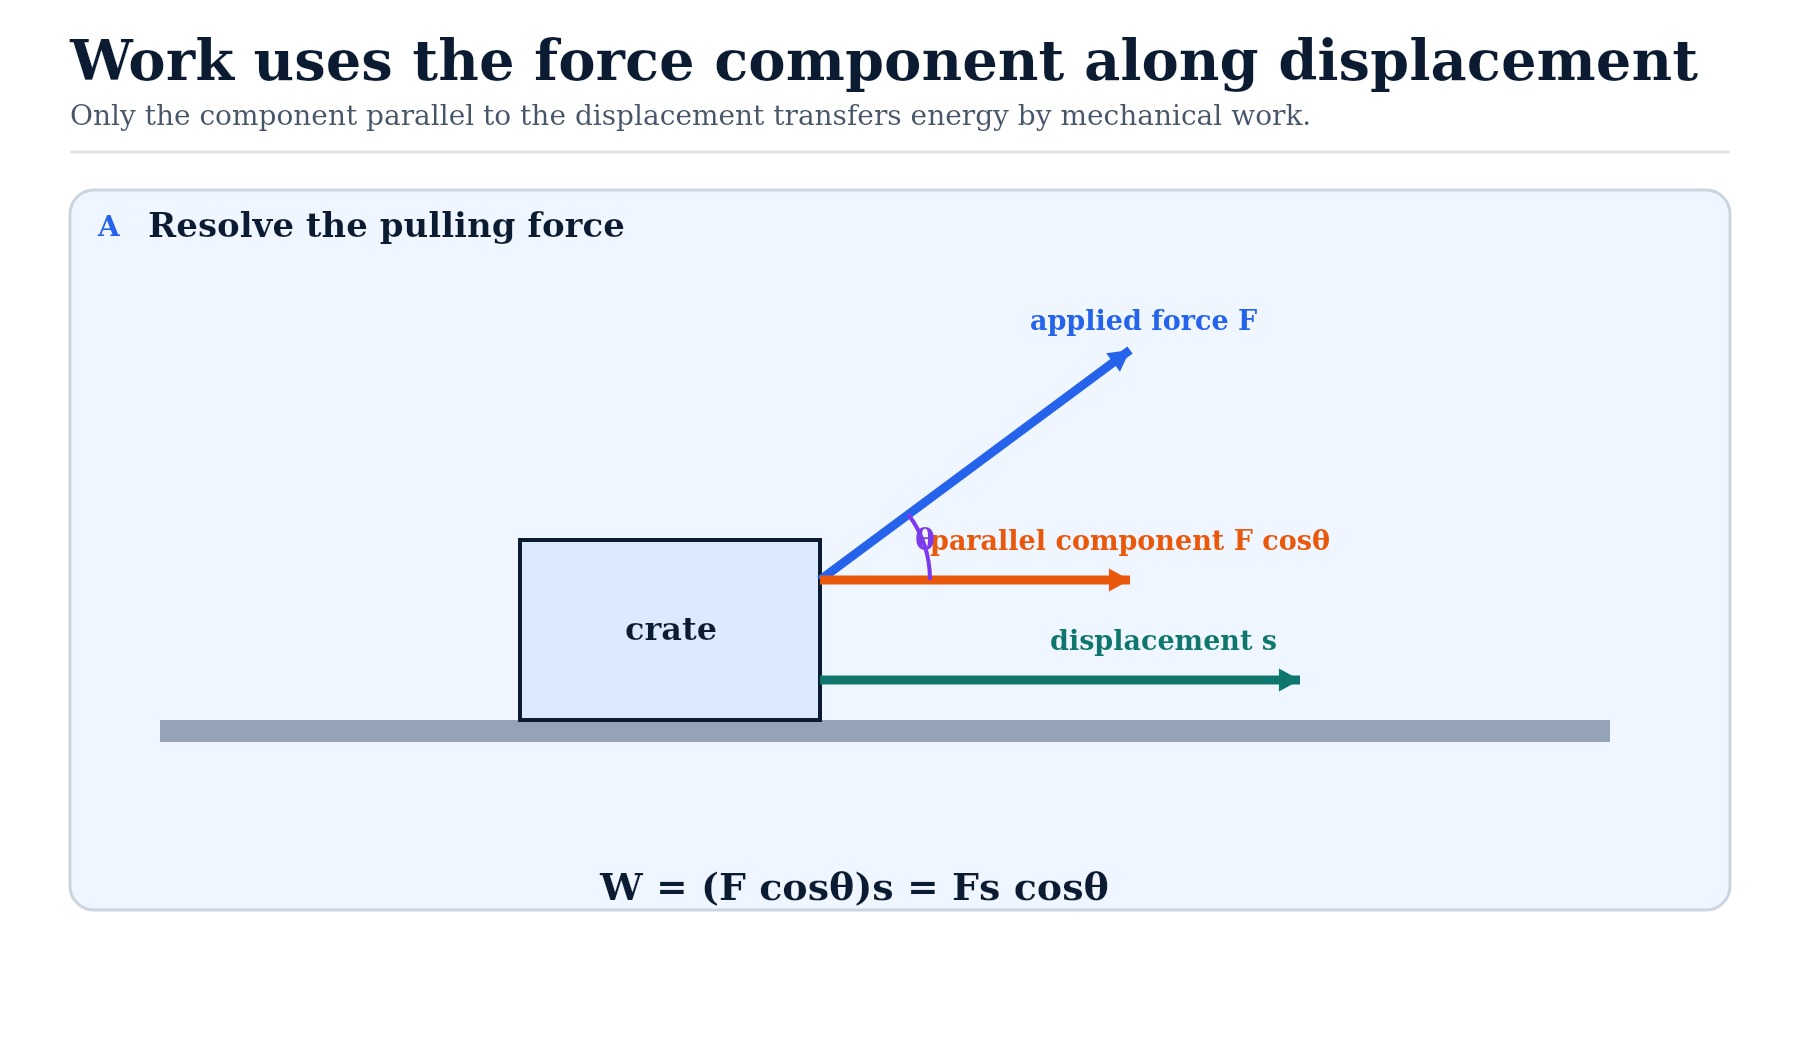 Work uses the force component along displacement
Only the component parallel to the displacement transfers energy by mechanical work.
A Resolve the pulling force
applied force F
θ
parallel component F cosθ
crate
displacement s
W = (F cosθ)s = Fs cosθ